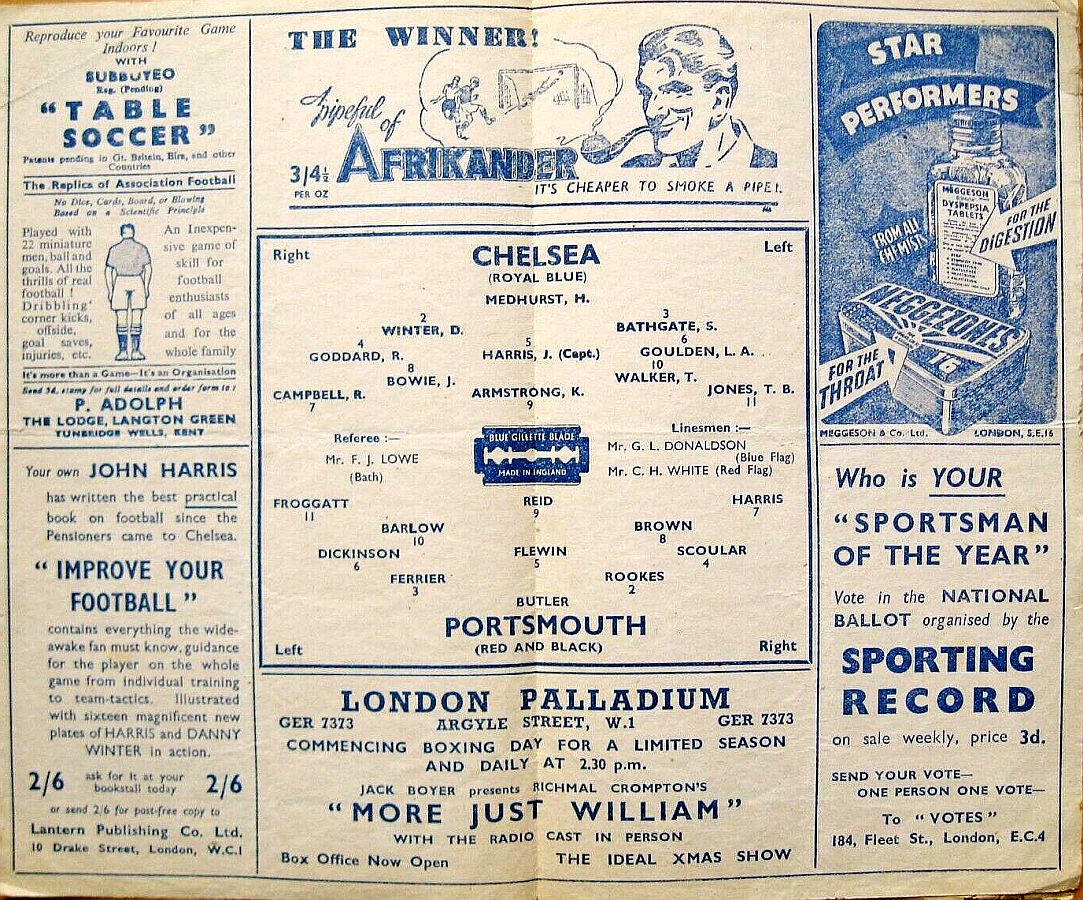 Reproduce your Favourite Game
Indoors !
WITH
SUBBUTEO
Reg. (Pending)
“ TABLE
SOCCER ”
Patents pending in Gt. Britain, Eire, and other
Countries
The Replica of Association Football
No Dice, Cards, Board, or Blowing
Based on a Scientific Principle
Played with
22 miniature
men, ball and
goals. All the
thrills of real
football !
Dribbling
corner kicks,
offside,
goal saves,
injuries, etc.
An Inexpen-
sive game of
skill for
football
enthusiasts
of all ages
and for the
whole family
It's more than a Game—It's an Organisation
Send 3d. stamp for full details and order form to :
P. ADOLPH
THE LODGE, LANGTON GREEN
TUNBRIDGE WELLS, KENT
Your own JOHN HARRIS
has written the best practical
book on football since the
Pensioners came to Chelsea.
“ IMPROVE YOUR
FOOTBALL ”
contains everything the wide-
awake fan must know, guidance
for the player on the whole
game from individual training
to team-tactics. Illustrated
with sixteen magnificent new
plates of HARRIS and DANNY
WINTER in action.
2/6 ask for it at your
bookstall today 2/6
or send 2/6 for post-free copy to
Lantern Publishing Co. Ltd.
10 Drake Street, London, W.C.1
THE WINNER!
A pipeful
of
AFRIKANDER
3/4½
PER OZ
IT'S CHEAPER TO SMOKE A PIPE!
Right CHELSEA Left
(ROYAL BLUE)
MEDHURST, H.
2 3
WINTER, D. BATHGATE, S.
4 5 6
GODDARD, R. HARRIS, J. (Capt.) GOULDEN, L. A.
8 10
BOWIE, J. WALKER, T.
CAMPBELL, R. ARMSTRONG, K. JONES, T. B.
7 9 11
Referee :—
Mr. F. J. LOWE
(Bath)
BLUE GILLETTE BLADE
MADE IN ENGLAND
Linesmen :—
Mr. G. L. DONALDSON
(Blue Flag)
Mr. C. H. WHITE (Red Flag)
FROGGATT REID HARRIS
11 9 7
BARLOW BROWN
10 8
DICKINSON FLEWIN SCOULAR
6 5 4
FERRIER ROOKES
3 2
BUTLER
PORTSMOUTH
Left (RED AND BLACK) Right
LONDON PALLADIUM
GER 7373 ARGYLE STREET, W.1 GER 7373
COMMENCING BOXING DAY FOR A LIMITED SEASON
AND DAILY AT 2.30 p.m.
JACK BOYER presents RICHMAL CROMPTON'S
“ MORE JUST WILLIAM ”
WITH THE RADIO CAST IN PERSON
Box Office Now Open THE IDEAL XMAS SHOW
STAR
PERFORMERS
MEGGESON
DYSPEPSIA
TABLETS
FOR THE
DIGESTION
FROM ALL
CHEMISTS
MEGGEZONES
16
FOR THE
THROAT
MEGGESON & Co. Ltd. LONDON, S.E.16
Who is YOUR
“ SPORTSMAN
OF THE YEAR ”
Vote in the NATIONAL
BALLOT organised by the
SPORTING
RECORD
on sale weekly, price 3d.
SEND YOUR VOTE—
ONE PERSON ONE VOTE—
To “ VOTES ”
184, Fleet St., London, E.C.4